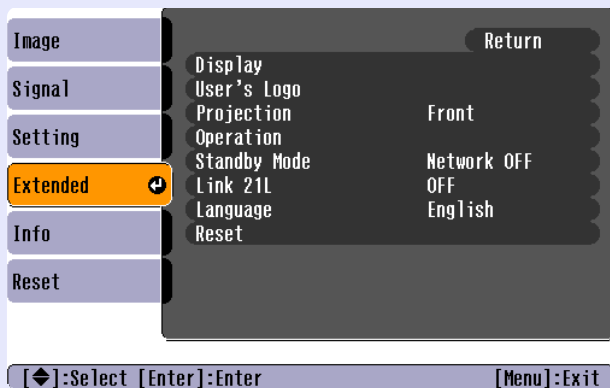 Image
Signal
Setting
Extended
Info
Reset
Return
Display
User's Logo
Projection Front
Operation
Standby Mode Network OFF
Link 21L OFF
Language English
Reset
[◆]:Select [Enter]:Enter [Menu]:Exit